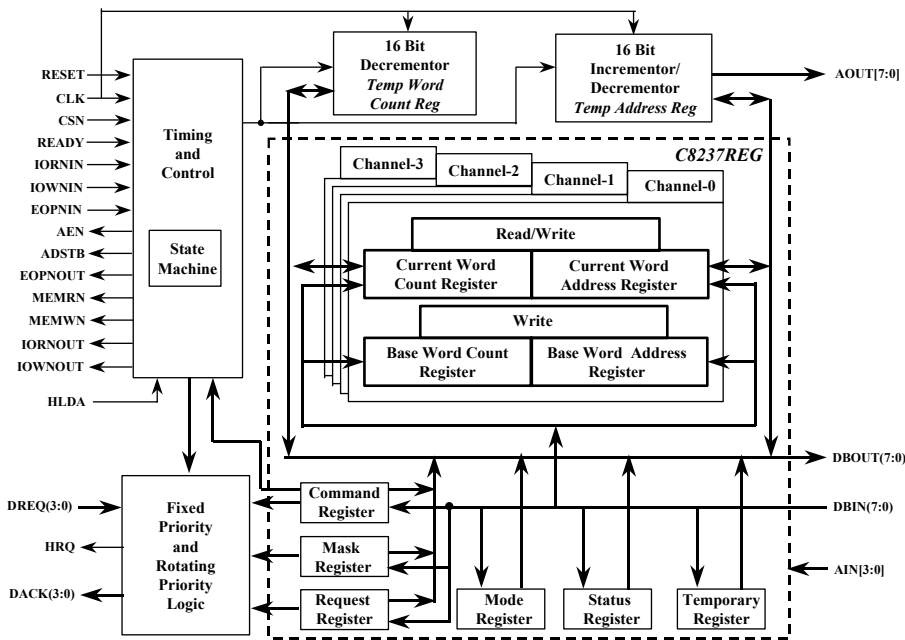 RESET
CLK
CSN
READY
IORNIN
IOWNIN
EOPNIN
AEN
ADSTB
EOPNOUT
MEMRN
MEMWN
IORNOUT
IOWNOUT
HLDA
Timing
and
Control
State
Machine
16 Bit
Decrementor
Temp Word
Count Reg
16 Bit
Incrementor/
Decrementor
Temp Address Reg
AOUT[7:0]
C8237REG
Channel-3
Channel-2
Channel-1
Channel-0
Read/Write
Current Word
Count Register
Current Word
Address Register
Write
Base Word Count
Register
Base Word Address
Register
DBOUT(7:0)
DBIN(7:0)
AIN[3:0]
DREQ(3:0)
HRQ
DACK(3:0)
Fixed
Priority
and
Rotating
Priority
Logic
Command
Register
Mask
Register
Request
Register
Mode
Register
Status
Register
Temporary
Register